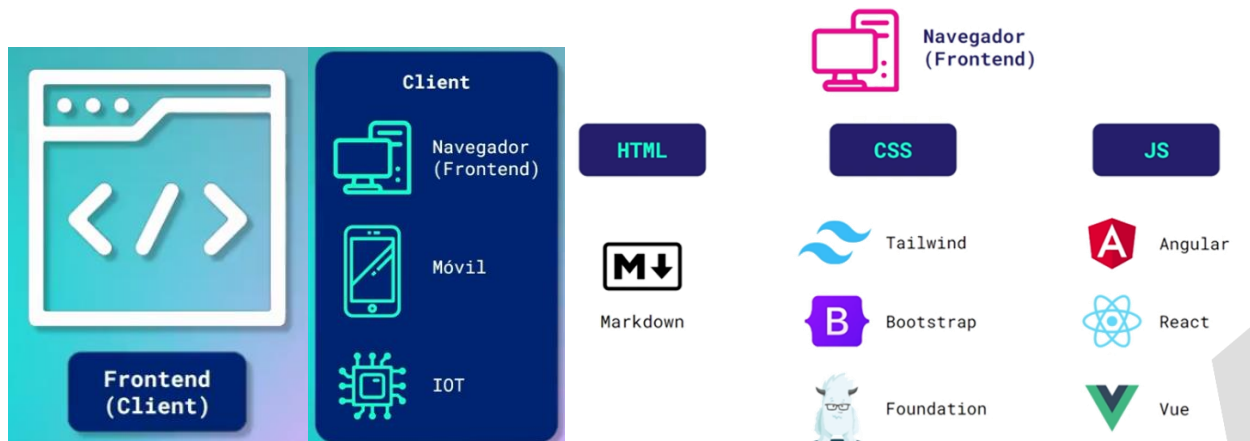 Frontend
(Client)
Client
Navegador
(Frontend)
Móvil
IOT
Navegador
(Frontend)
HTML
CSS
JS
M
Markdown
Tailwind
B
Bootstrap
Foundation
A
Angular
React
Vue